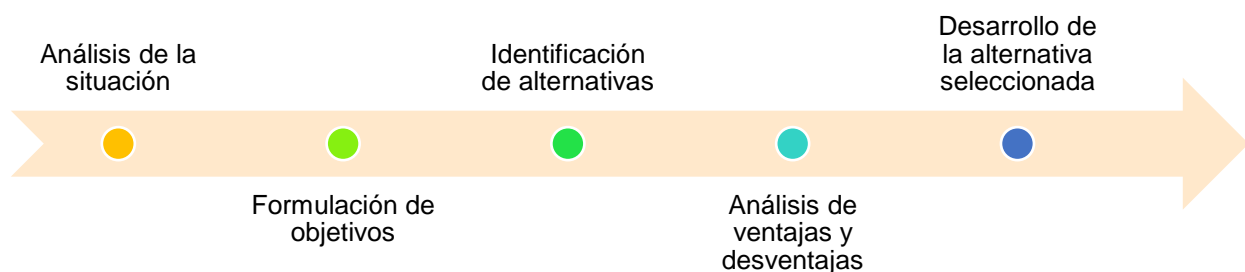 Análisis de la
situación
Formulación de
objetivos
Identificación
de alternativas
Análisis de
ventajas y
desventajas
Desarrollo de
la alternativa
seleccionada